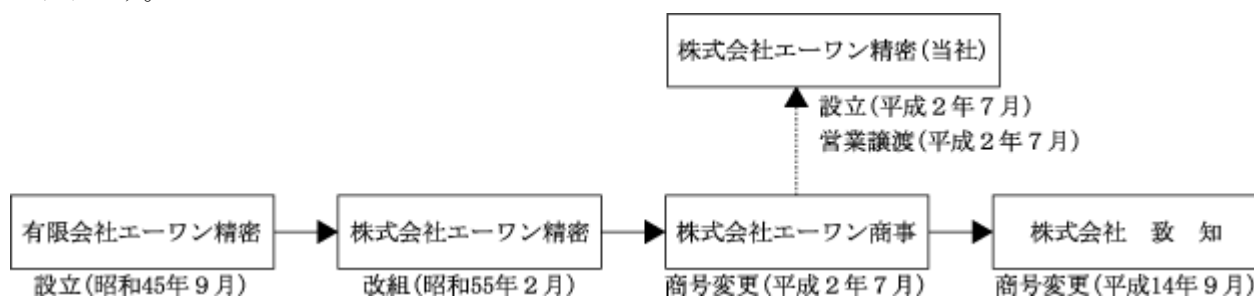 株式会社エーワン精密(当社)
設立(平成２年７月)
営業譲渡(平成２年７月)
有限会社エーワン精密
株式会社エーワン精密
株式会社エーワン商事
株式会社　致　知
設立(昭和45年９月)
改組(昭和55年２月)
商号変更(平成２年７月)
商号変更(平成14年９月)